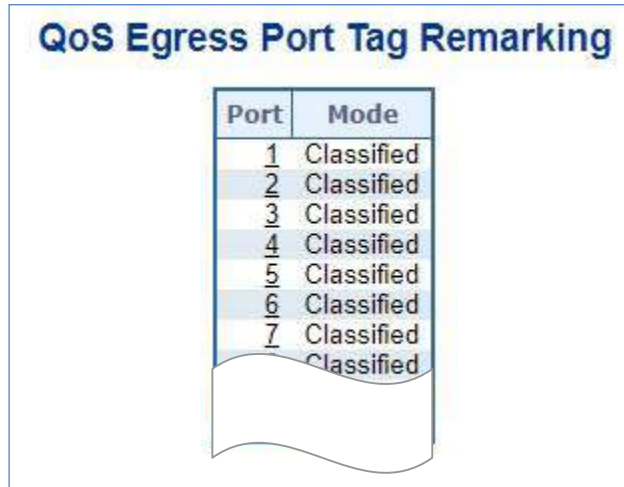 QoS Egress Port Tag Remarking
Port Mode
1 Classified
2 Classified
3 Classified
4 Classified
5 Classified
6 Classified
7 Classified
Classified